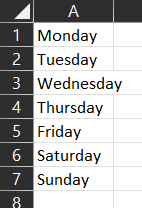 A
1 Monday
2 Tuesday
3 Wednesday
4 Thursday
5 Friday
6 Saturday
7 Sunday
8